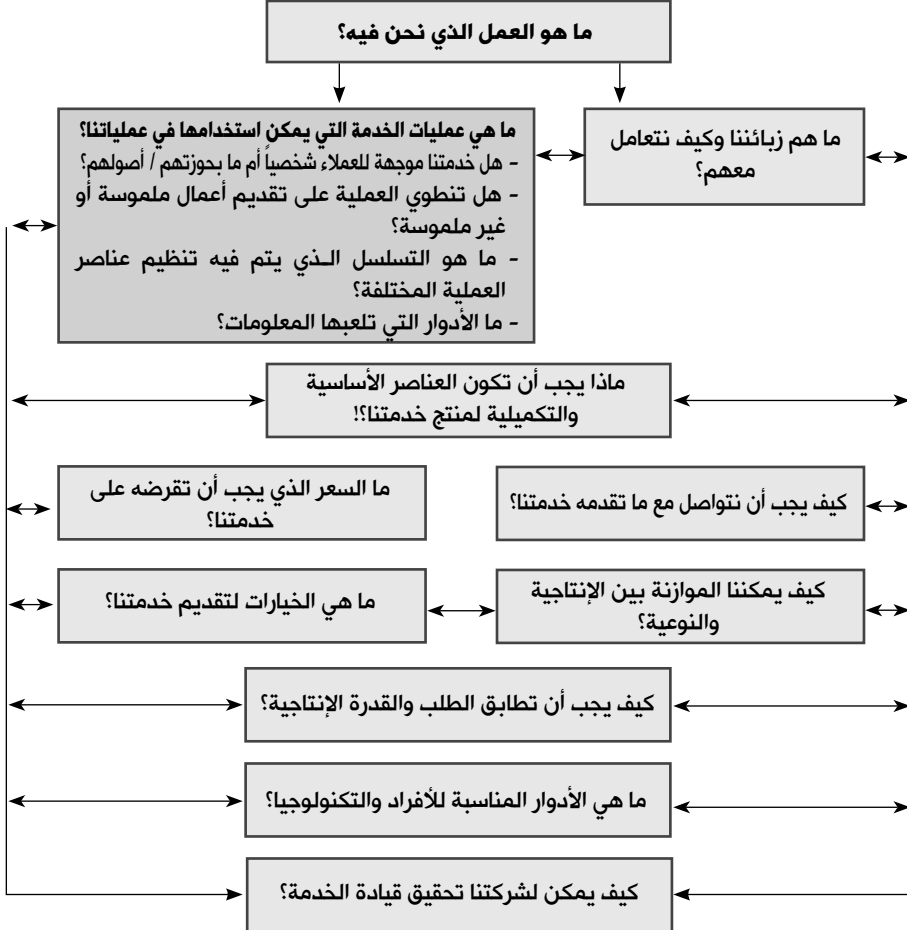 ما هو العمل الذي نحن فيه؟
ما هم زبائننا وكيف نتعامل
معهم؟
ما هي عمليات الخدمة التي يمكن استخدامها في عملياتنا؟
- هل خدمتنا موجهة للعملاء شخصياً أم ما بحوزتهم / أصولهم؟
- هل تنطوي العملية على تقديم أعمال ملموسة أو
غير ملموسة؟
- ما هو التسلسل الـذي يتم فيه تنظيم عناصر
العملية المختلفة؟
- ما الأدوار التي تلعبها المعلومات؟
ماذا يجب أن تكون العناصر الأساسية
والتكميلية لمنتج خدمتنا؟!
كيف يجب أن نتواصل مع ما تقدمه خدمتنا؟
ما السعر الذي يجب أن تقرضه على
خدمتنا؟
كيف يمكننا الموازنة بين الإنتاجية
والنوعية؟
ما هي الخيارات لتقديم خدمتنا؟
كيف يجب أن تطابق الطلب والقدرة الإنتاجية؟
ما هي الأدوار المناسبة للأفراد والتكنولوجيا؟
كيف يمكن لشركتنا تحقيق قيادة الخدمة؟